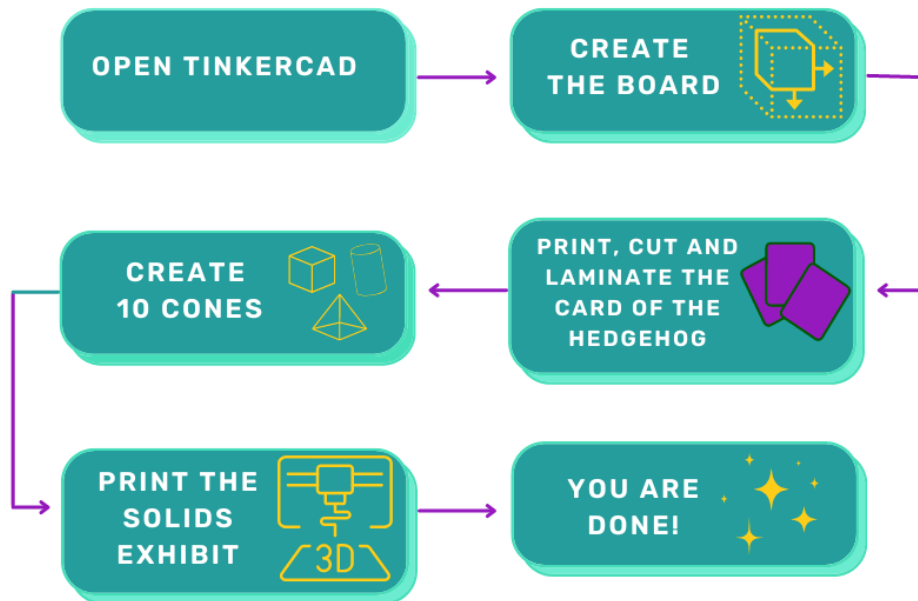 OPEN TINKERCAD
CREATE
THE BOARD
PRINT, CUT AND
LAMINATE THE
CARD OF THE
HEDGEHOG
CREATE
10 CONES
PRINT THE
SOLIDS
EXHIBIT
3D
YOU ARE
DONE!